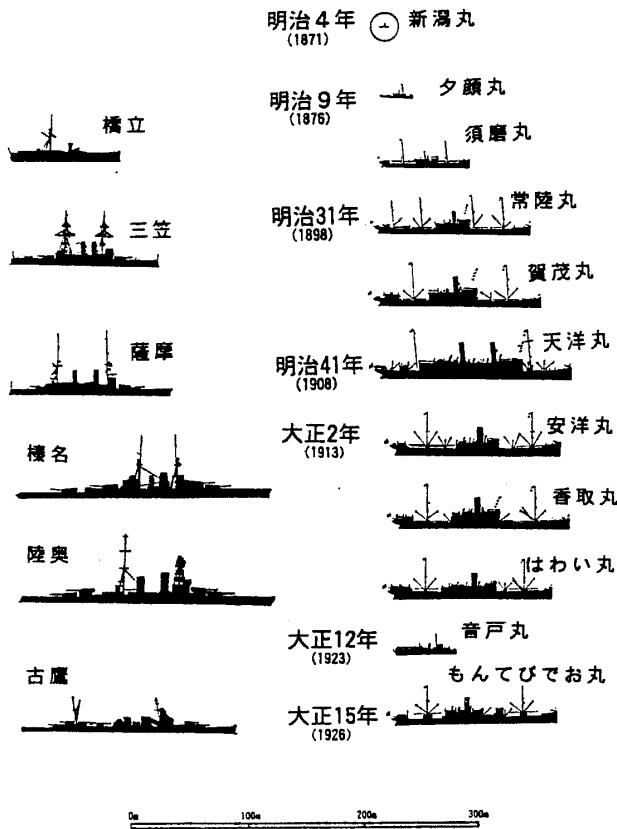 明治4年
(1871)
新潟丸
明治9年
(1876)
夕顔丸
橋立
須磨丸
明治31年
(1898)
常陸丸
三笠
賀茂丸
薩摩
明治41年
(1908)
天洋丸
大正2年
(1913)
安洋丸
榛名
香取丸
陸奥
はわい丸
大正12年
(1923)
音戸丸
古鷹
もんてびでお丸
大正15年
(1926)
0m 100m 200m 300m